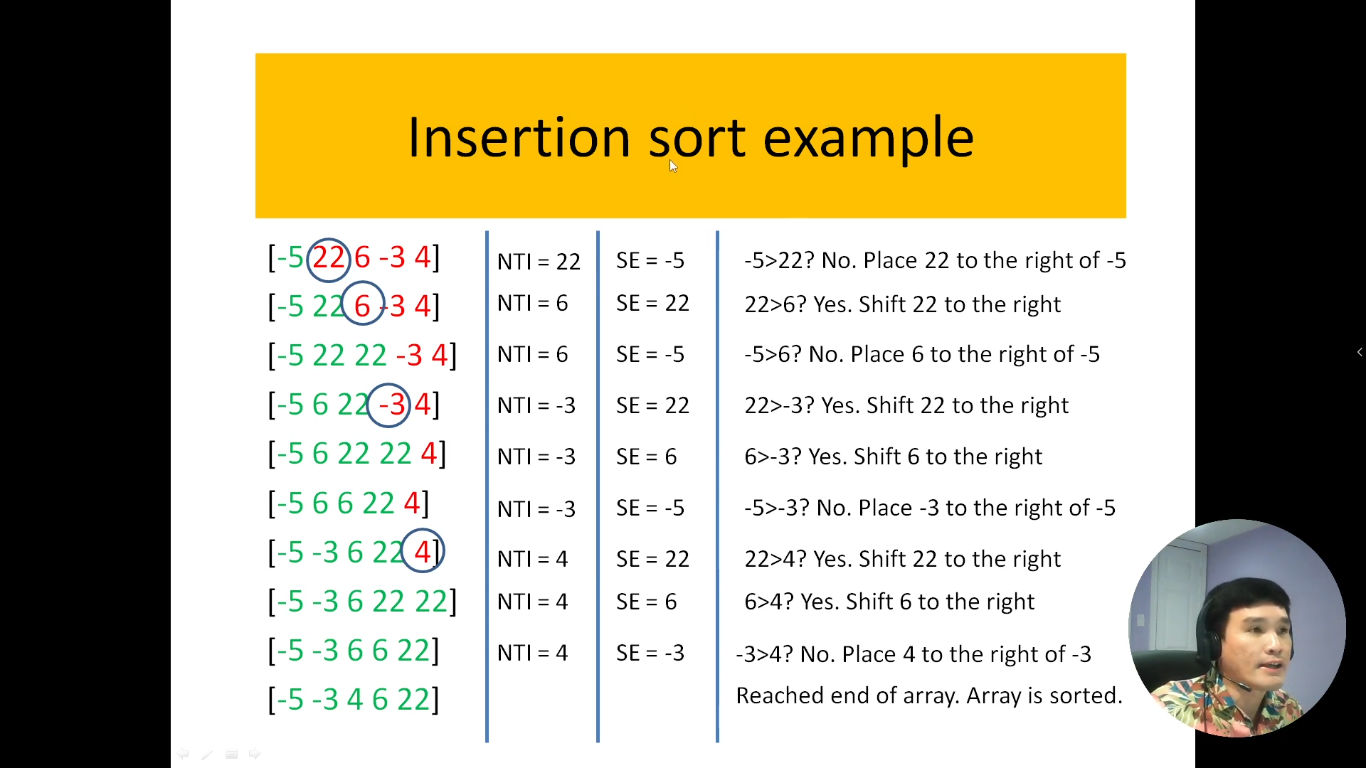 Insertion sort example
[-5 22 6 -3 4] NTI = 22 SE = -5 -5>22? No. Place 22 to the right of -5
[-5 22 6 -3 4] NTI = 6 SE = 22 22>6? Yes. Shift 22 to the right
[-5 22 22 -3 4] NTI = 6 SE = -5 -5>6? No. Place 6 to the right of -5
[-5 6 22 -3 4] NTI = -3 SE = 22 22>-3? Yes. Shift 22 to the right
[-5 6 22 22 4] NTI = -3 SE = 6 6>-3? Yes. Shift 6 to the right
[-5 6 6 22 4] NTI = -3 SE = -5 -5>-3? No. Place -3 to the right of -5
[-5 -3 6 22 4] NTI = 4 SE = 22 22>4? Yes. Shift 22 to the right
[-5 -3 6 22 22] NTI = 4 SE = 6 6>4? Yes. Shift 6 to the right
[-5 -3 6 6 22] NTI = 4 SE = -3 -3>4? No. Place 4 to the right of -3
[-5 -3 4 6 22] Reached end of array. Array is sorted.